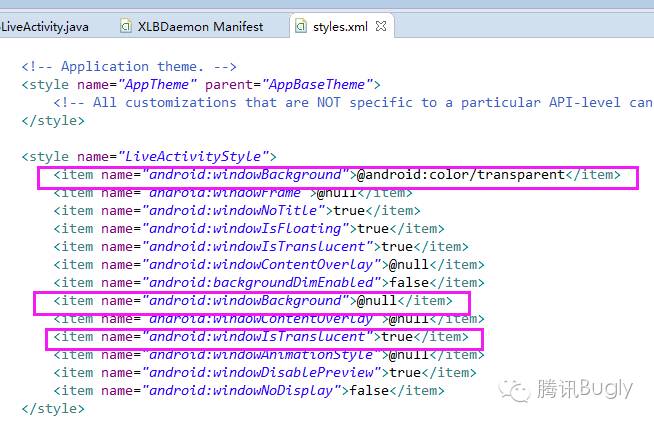 LiveActivity.java
XLBDaemon Manifest
styles.xml
<!-- Application theme. -->
<style name="AppTheme" parent="AppBaseTheme">
<!-- All customizations that are NOT specific to a particular API-level can
</style>
<style name="LiveActivityStyle">
<item name="android:windowBackground">@android:color/transparent</item>
<item name="android:windowFrame">@null</item>
<item name="android:windowNoTitle">true</item>
<item name="android:windowIsFloating">true</item>
<item name="android:windowIsTranslucent">true</item>
<item name="android:windowContentOverlay">@null</item>
<item name="android:backgroundDimEnabled">false</item>
<item name="android:windowBackground">@null</item>
<item name="android:windowContentOverlay">@null</item>
<item name="android:windowIsTranslucent">true</item>
<item name="android:windowAnimationStyle">@null</item>
<item name="android:windowDisablePreview">true</item>
<item name="android:windowNoDisplay">false</item>
</style>
腾讯Bugly